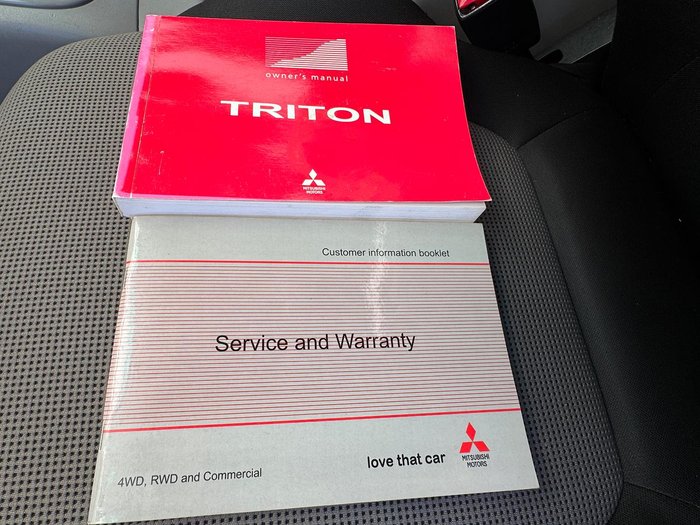 owner's manual
TRITON
MITSUBISHI
MOTORS
Customer information booklet
Service and Warranty
love that car
MITSUBISHI
MOTORS
4WD, RWD and Commercial